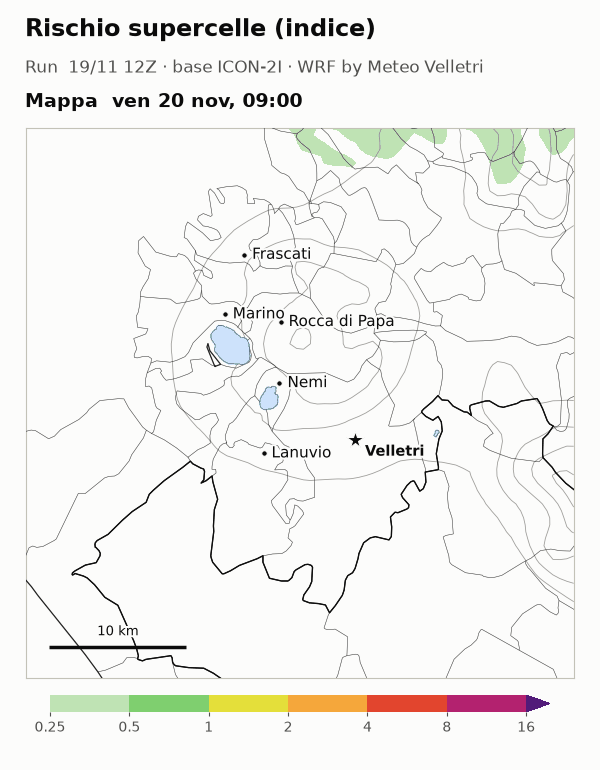 Rischio supercelle (indice)
Run  19/11 12Z · base ICON-2I · WRF by Meteo Velletri
Mappa  ven 20 nov, 09:00
Frascati
Marino
Rocca di Papa
Nemi
Velletri
Lanuvio
10 km
0.25 0.5 1 2 4 8 16